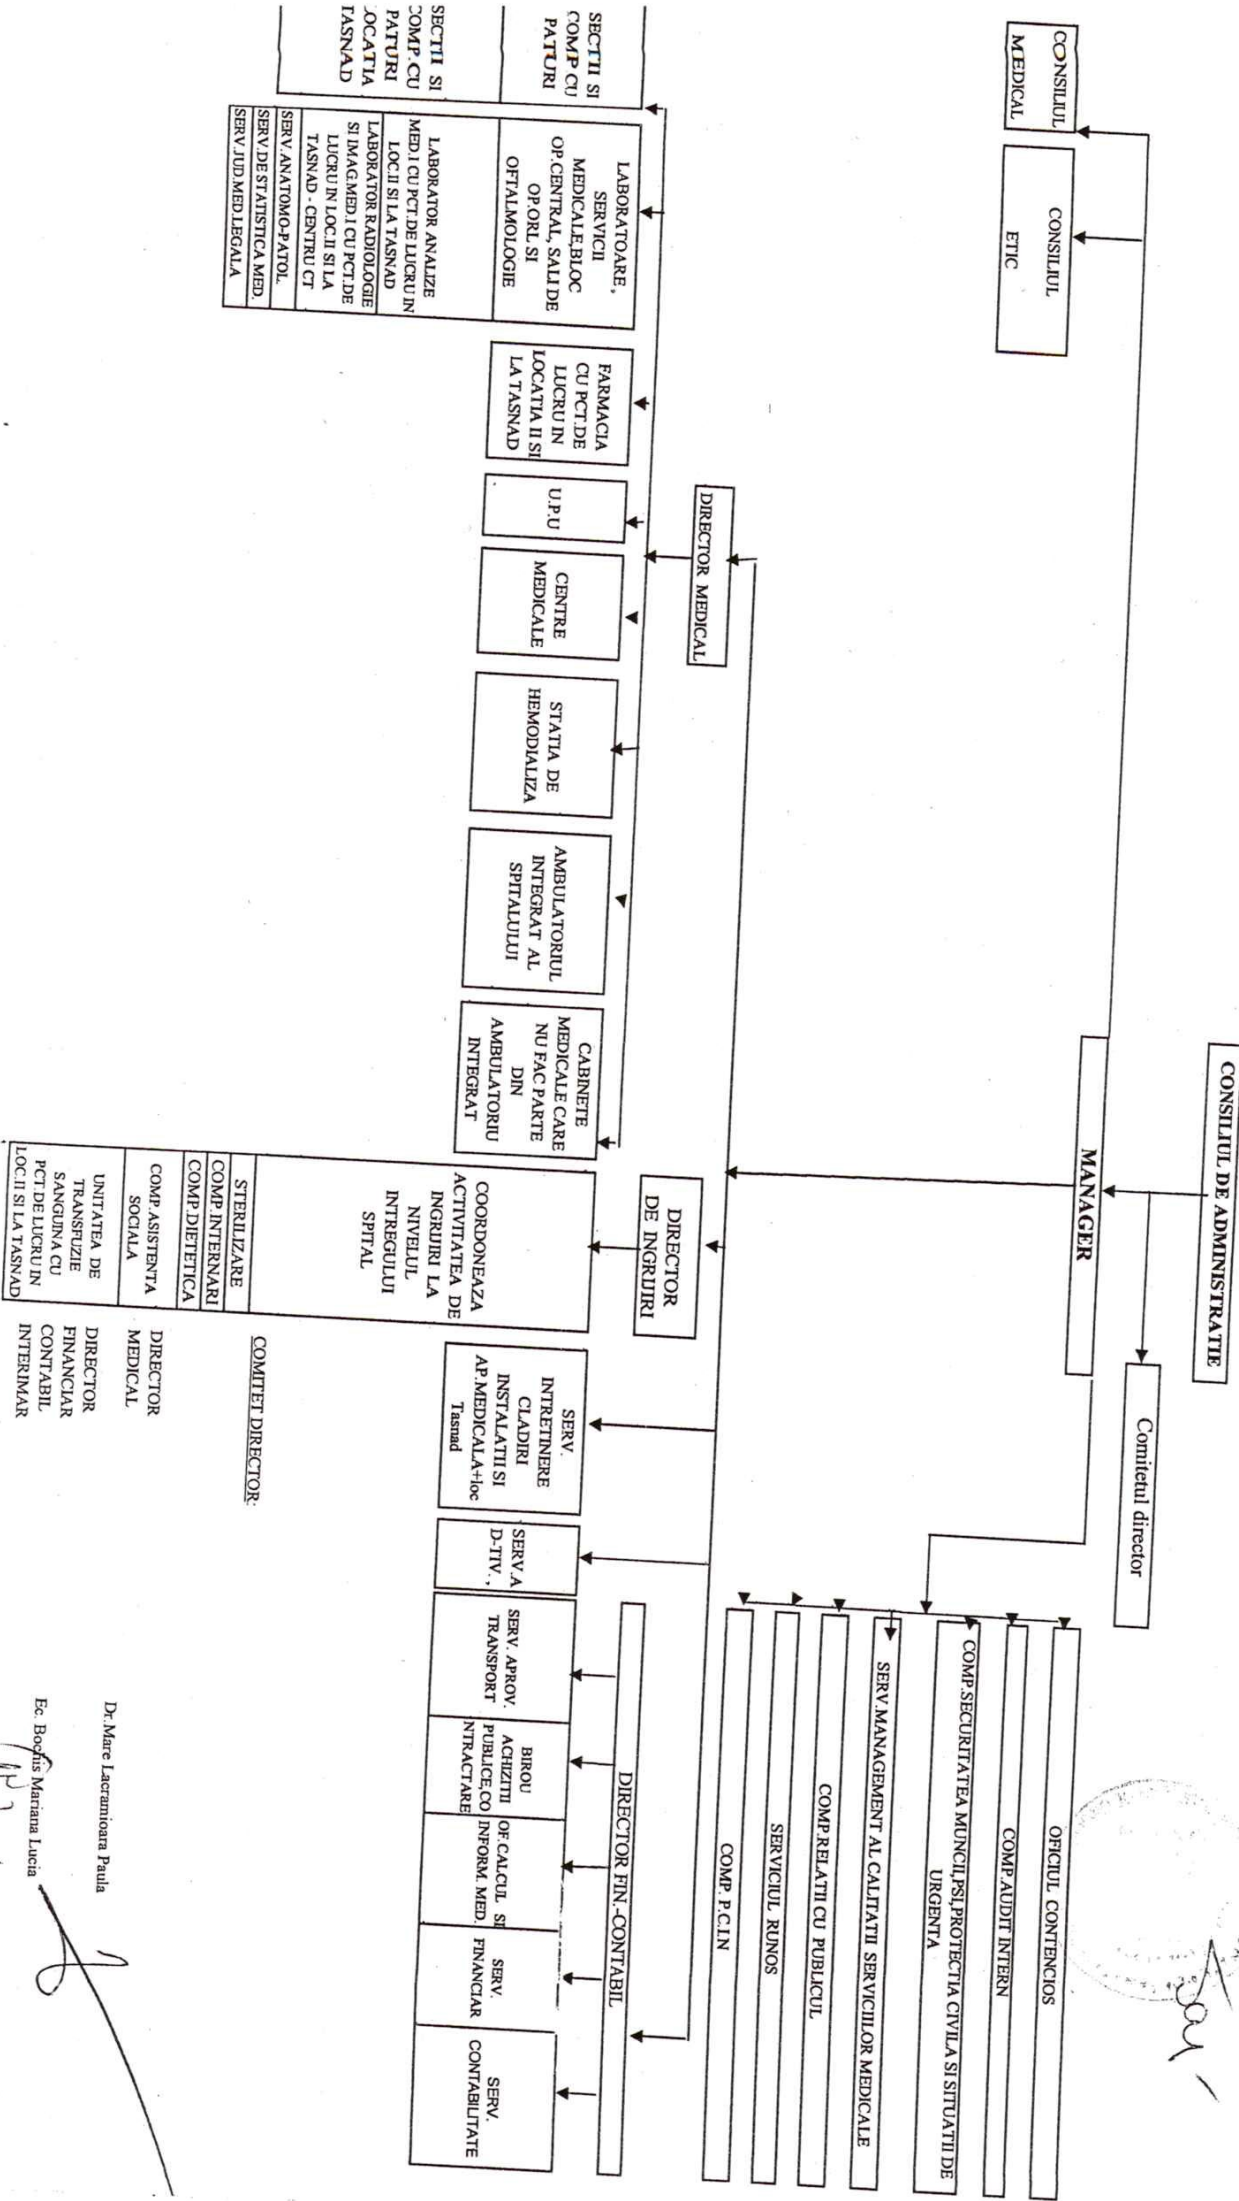 CONSILIUL DE ADMINISTRATIE
MANAGER
Comitetul director
CONSILIUL
MEDICAL
CONSILIUL
ETIC
OFICIUL CONTENCIOS
COMP.AUDIT INTERN
COMP.SECURITATEA MUNCII,PSI,PROTECTIA CIVILA SI SITUATII DE
URGENTA
SERV.MANAGEMENT AL CALITATII SERVICIILOR MEDICALE
COMP.RELATII CU PUBLICUL
SERVICIUL RUNOS
COMP. P.C.I.N
DIRECTOR MEDICAL
DIRECTOR
DE INGRIJIRI
DIRECTOR FIN.-CONTABIL
SECTII SI
COMP CU
PATURI
SECTII SI
COMP.CU
PATURI
LOCATIA
TASNAD
LABORATOARE ,
SERVICII
MEDICALE,BLOC
OP.CENTRAL, SALI DE
OP.ORL SI
OFTALMOLOGIE
LABORATOR ANALIZE
MED.I CU PCT.DE LUCRU IN
LOC.II SI LA TASNAD
LABORATOR RADIOLOGIE
SI IMAG.MED.I CU PCT.DE
LUCRU IN LOC.II SI LA
TASNAD - CENTRU CT
SERV.ANATOMO-PATOL.
SERV.DE STATISTICA MED.
SERV.JUD.MED.LEGALA
FARMACIA
CU PCT.DE
LUCRU IN
LOCATIA II SI
LA TASNAD
U.P.U
CENTRE
MEDICALE
STATIA DE
HEMODIALIZA
AMBULATORIUL
INTEGRAT AL
SPITALULUI
CABINETE
MEDICALE CARE
NU FAC PARTE
DIN
AMBULATORIU
INTEGRAT
COORDONEAZA
ACTIVITATEA DE
INGRIJIRI LA
NIVELUL
INTREGULUI
SPITAL
STERILIZARE
COMP.INTERNARI
COMP.DIETETICA
COMP.ASISTENTA
SOCIALA
UNITATEA DE
TRANSFUZIE
SANGUINA CU
PCT.DE LUCRU IN
LOC.II SI LA TASNAD
SERV.
INTRETINERE
CLADIRI
INSTALATII SI
AP.MEDICALA+loc
Tasnad
SERV.A
D-TIV. ,
SERV. APROV.
TRANSPORT
BIROU
ACHIZITII
PUBLICE,CO
NTRACTARE
OF.CALCUL SI
INFORM. MED.
SERV.
FINANCIAR
SERV.
CONTABILITATE
COMITET DIRECTOR:
DIRECTOR
MEDICAL
Dr.Mare Lacramioara Paula
DIRECTOR
FINANCIAR
CONTABIL
INTERIMAR
Ec. Bochis Mariana Lucia